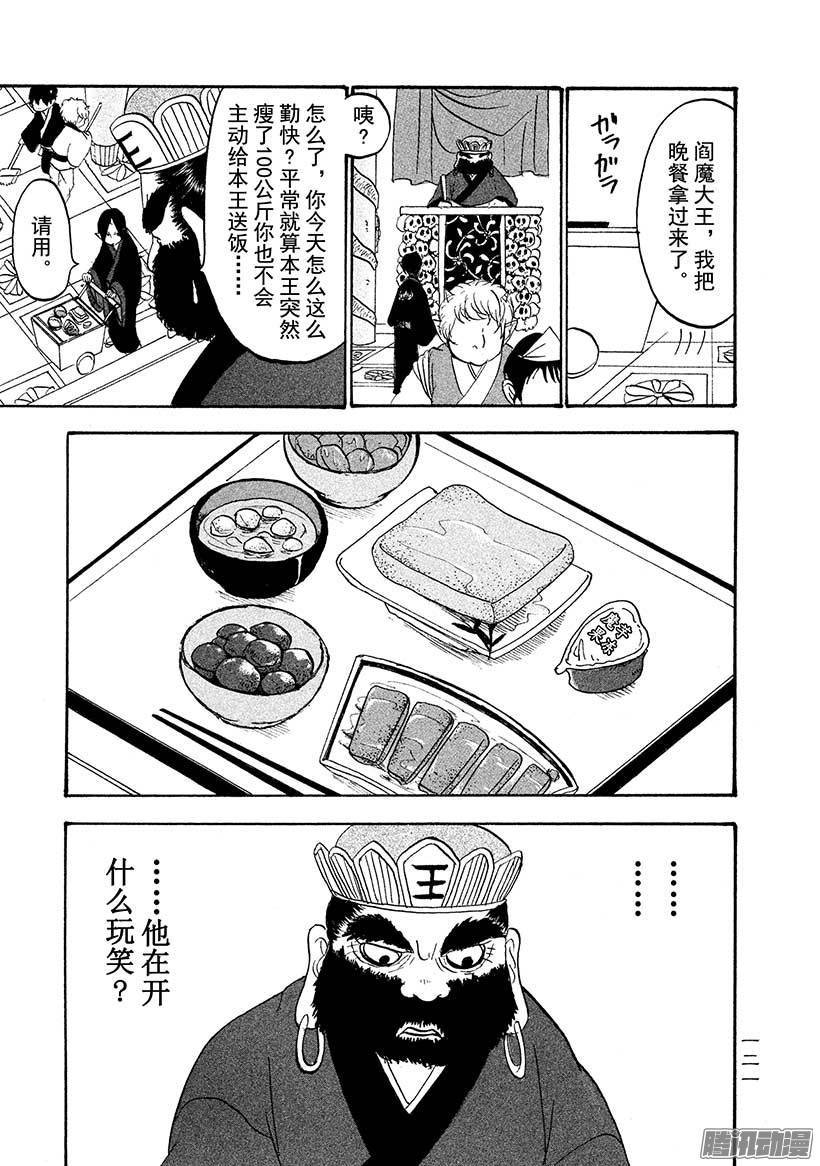 阎魔大王，我把
晚餐拿过来了。
ガラガラ
咦？
怎么了，你今天怎么这么
勤快？平常就算本王突然
瘦了100公斤你也不会
主动给本王送饭……
请用。
……
王
……他在开
什么玩笑？
一二一
腾讯动漫